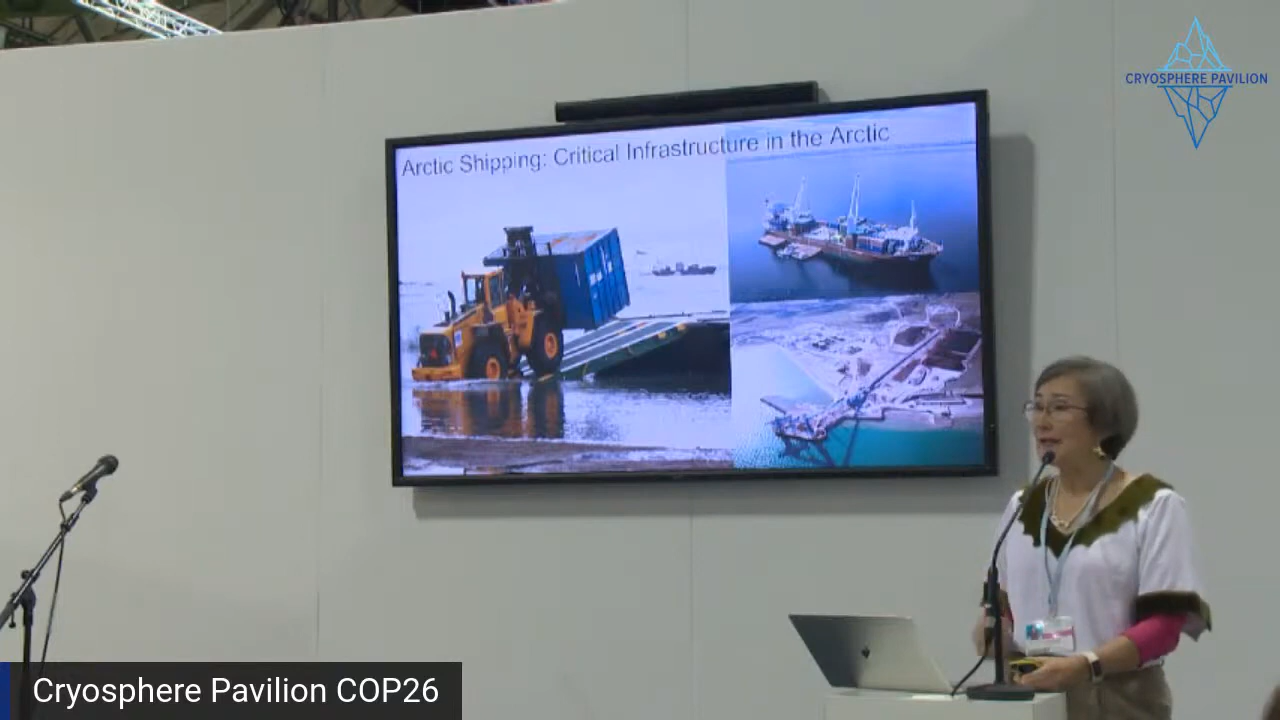 CRYOSPHERE PAVILION
Arctic Shipping: Critical Infrastructure in the Arctic
Cryosphere Pavilion COP26